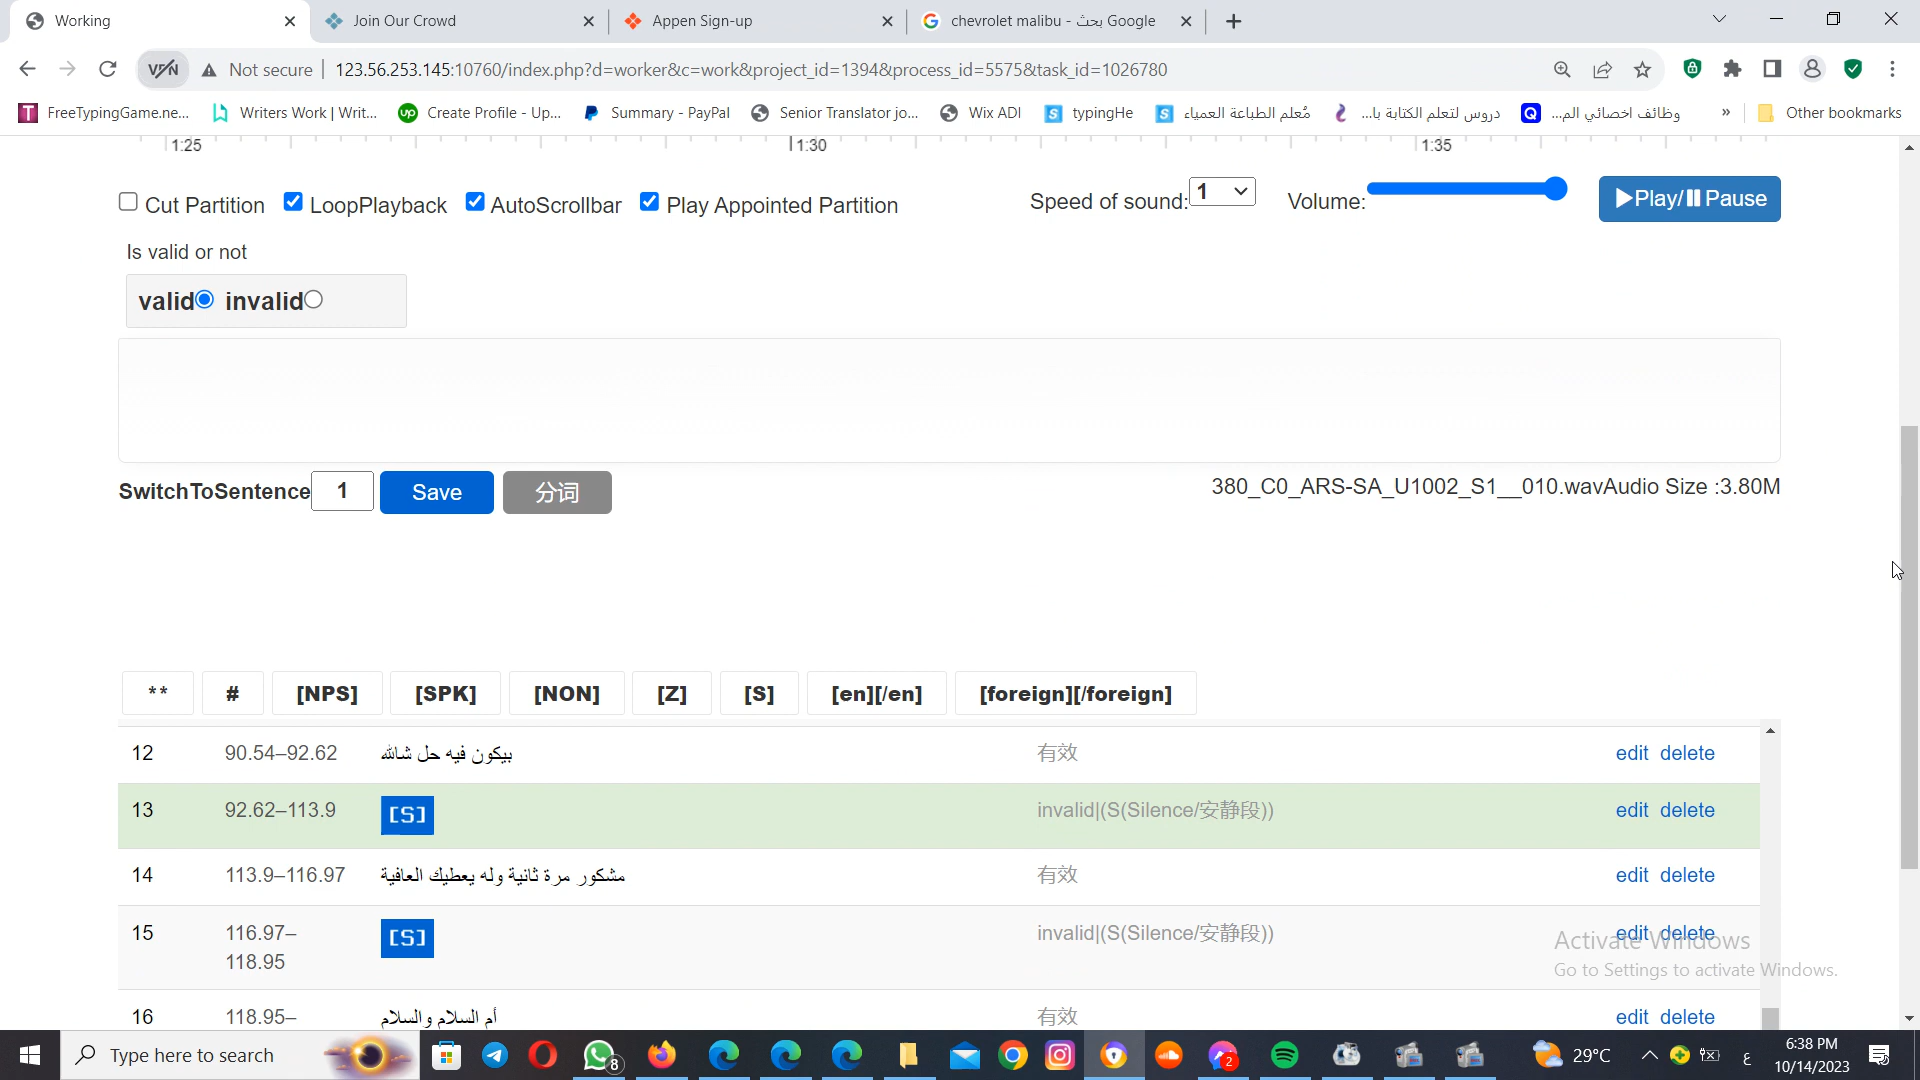 Working
Join Our Crowd
Appen Sign-up
chevrolet malibu - بحث Google
VPN
Not secure
123.56.253.145:10760/index.php?d=worker&c=work&project_id=1394&process_id=5575&task_id=1026780
FreeTypingGame.ne...
Writers Work | Writ...
Create Profile - Up...
Summary - PayPal
Senior Translator jo...
Wix ADI
typingHe
مُعلم الطباعة العمياء
دروس لتعلم الكتابة با...
وظائف اخصائي الم...
»
Other bookmarks
1:25
1:30
1:35
Cut Partition
LoopPlayback
AutoScrollbar
Play Appointed Partition
Speed of sound:
1
Volume:
Play/ Pause
Is valid or not
valid invalid
SwitchToSentence
1
Save
分词
380_C0_ARS-SA_U1002_S1__010.wavAudio Size :3.80M
**
#
[NPS]
[SPK]
[NON]
[Z]
[S]
[en][/en]
[foreign][/foreign]
12
90.54–92.62
بيكون فيه حل شالله
有效
edit delete
13
92.62–113.9
[S]
invalid|(S(Silence/安静段))
edit delete
14
113.9–116.97
مشكور مرة ثانية وله يعطيك العافية
有效
edit delete
15
116.97–
118.95
[S]
invalid|(S(Silence/安静段))
edit delete
16
118.95–
أم السلام والسلام
有效
edit delete
Activate Windows
Go to Settings to activate Windows.
Type here to search
8
2
29°C
ع
6:38 PM
10/14/2023